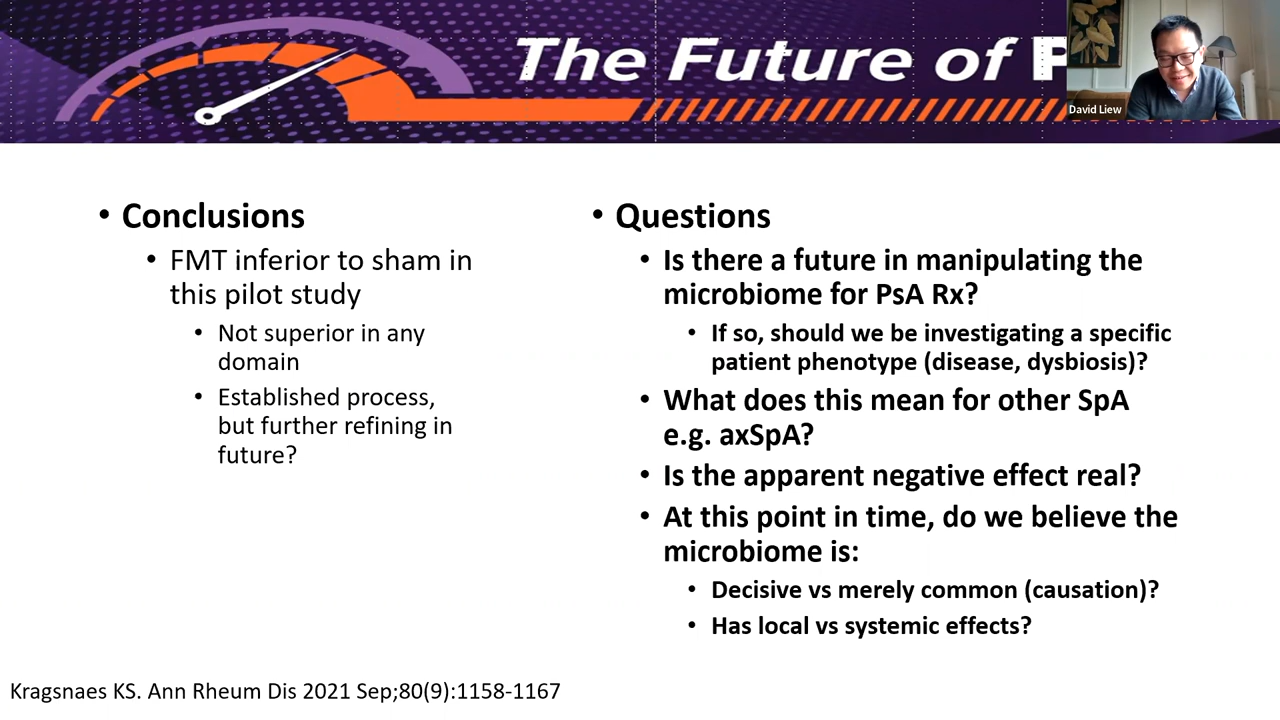 The Future of P
David Liew
• Conclusions
• FMT inferior to sham in
this pilot study
• Not superior in any
domain
• Established process,
but further refining in
future?
• Questions
• Is there a future in manipulating the
microbiome for PsA Rx?
• If so, should we be investigating a specific
patient phenotype (disease, dysbiosis)?
• What does this mean for other SpA
e.g. axSpA?
• Is the apparent negative effect real?
• At this point in time, do we believe the
microbiome is:
• Decisive vs merely common (causation)?
• Has local vs systemic effects?
Kragsnaes KS. Ann Rheum Dis 2021 Sep;80(9):1158-1167